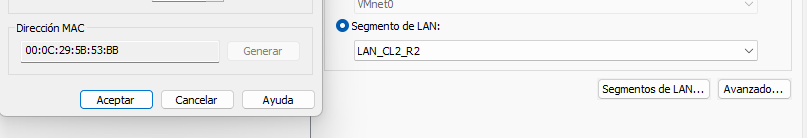 VMnet0
Segmento de LAN:
Dirección MAC
00:0C:29:5B:53:BB
Generar
LAN_CL2_R2
Segmentos de LAN...
Avanzado...
Aceptar
Cancelar
Ayuda